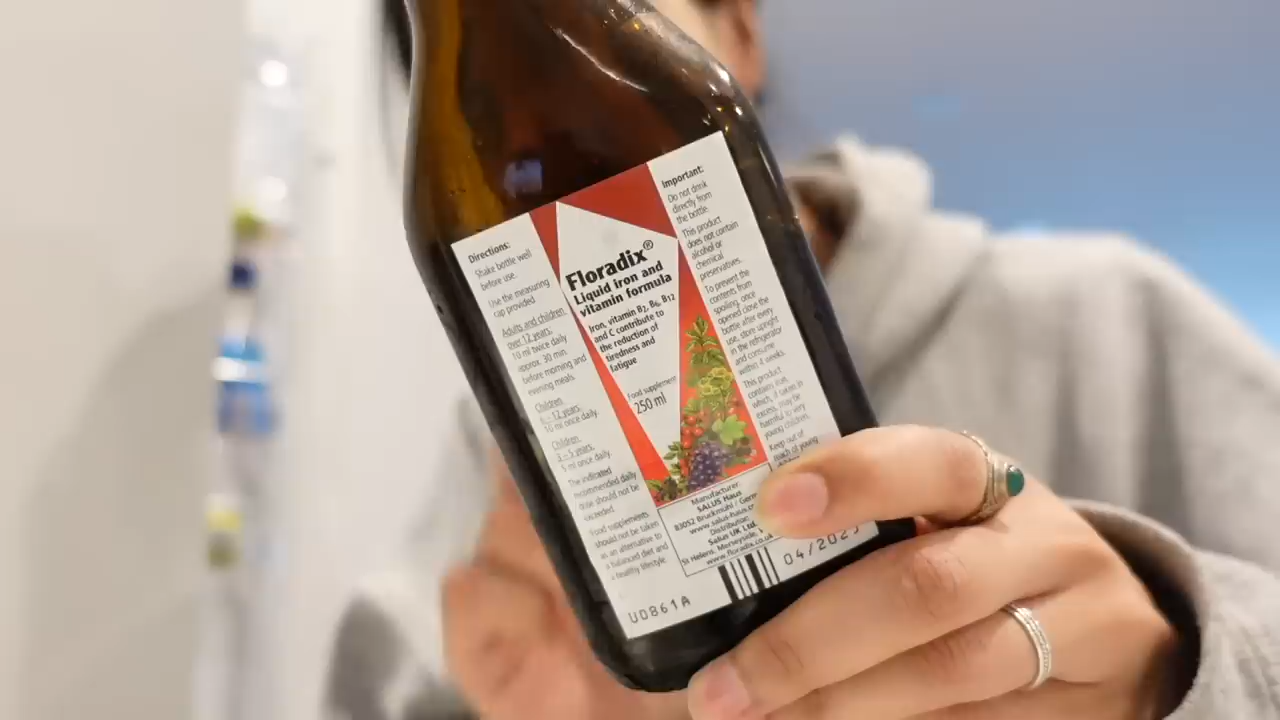 Directions:
Shake bottle well
before use.
Use the measuring
cup provided.
Adults and children
over 12 years:
10 ml twice daily
approx. 30 min.
before morning and
evening meals.
Children
6 – 12 years:
10 ml once daily.
Children
3 – 5 years:
5 ml once daily.
The indicated
recommended daily
dose should not be
exceeded.
Food supplements
should not be taken
as an alternative to
a balanced diet and
a healthy lifestyle.
U0861A
Floradix®
Liquid iron and
vitamin formula
Iron, vitamin B2, B6, B12
and C contribute to
the reduction of
tiredness and
fatigue
Food supplement
250 ml
Important:
Do not drink
directly from
the bottle.
This product
does not contain
alcohol or
chemical
preservatives.
To prevent the
contents from
spoiling, once
opened close the
bottle after every
use, store upright
in the refrigerator
and consume
within 4 weeks.
This product
contains iron,
which, if taken in
excess, may be
harmful to very
young children.
Keep out of
reach of young
Manufacturer:
SALUS Haus
83052 Bruckmühl /
www.salus-haus.
Distribution:
Salus UK Ltd,
St Helens, Merseyside,
www.floradix.co.
04/2025